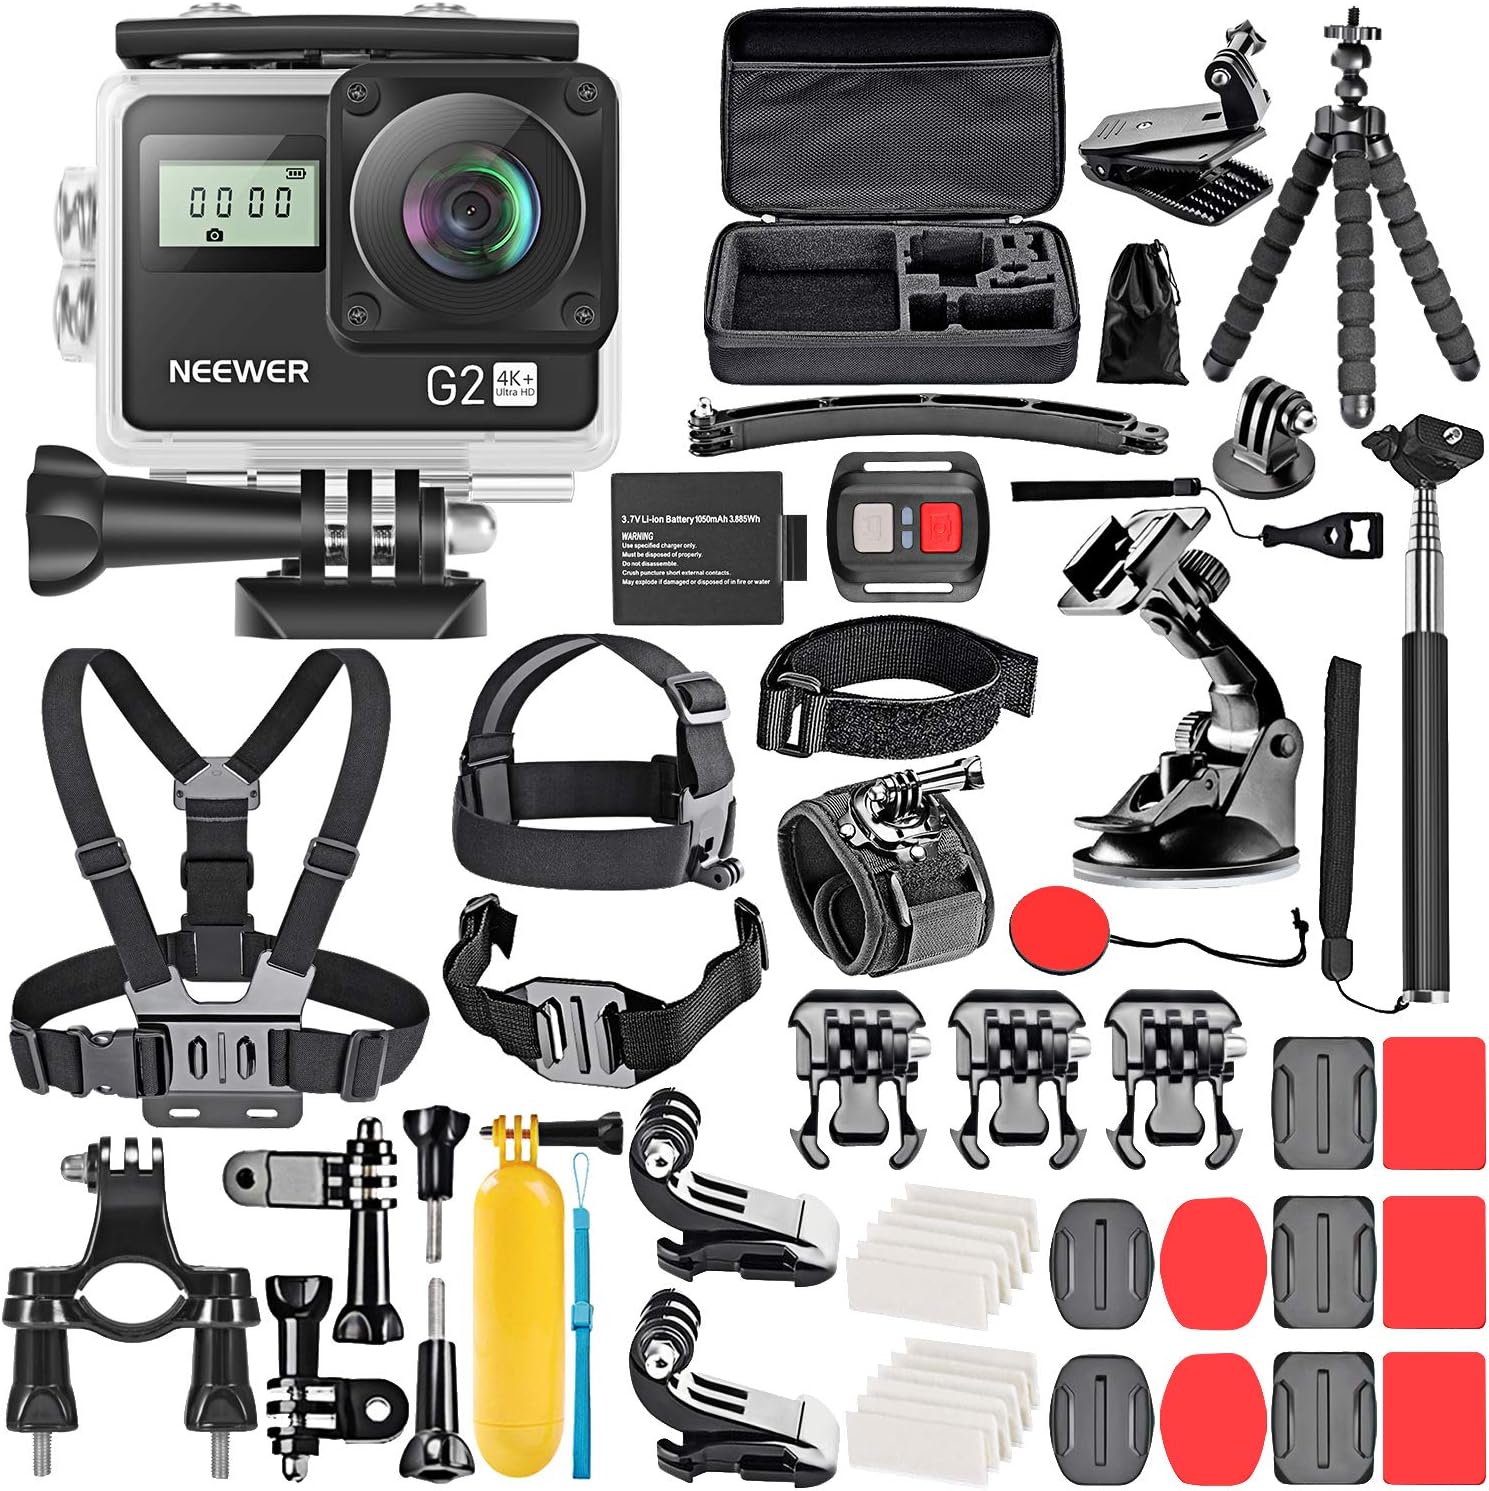 0000
NEEWER
G2 4K+
Ultra HD
3.7V Li-ion Battery 1050mAh 3.885Wh
WARNING
Use specified charger only.
Must be disposed of properly.
Do not disassemble.
Crush puncture short external contacts.
May explode if damaged or disposed of in fire or water